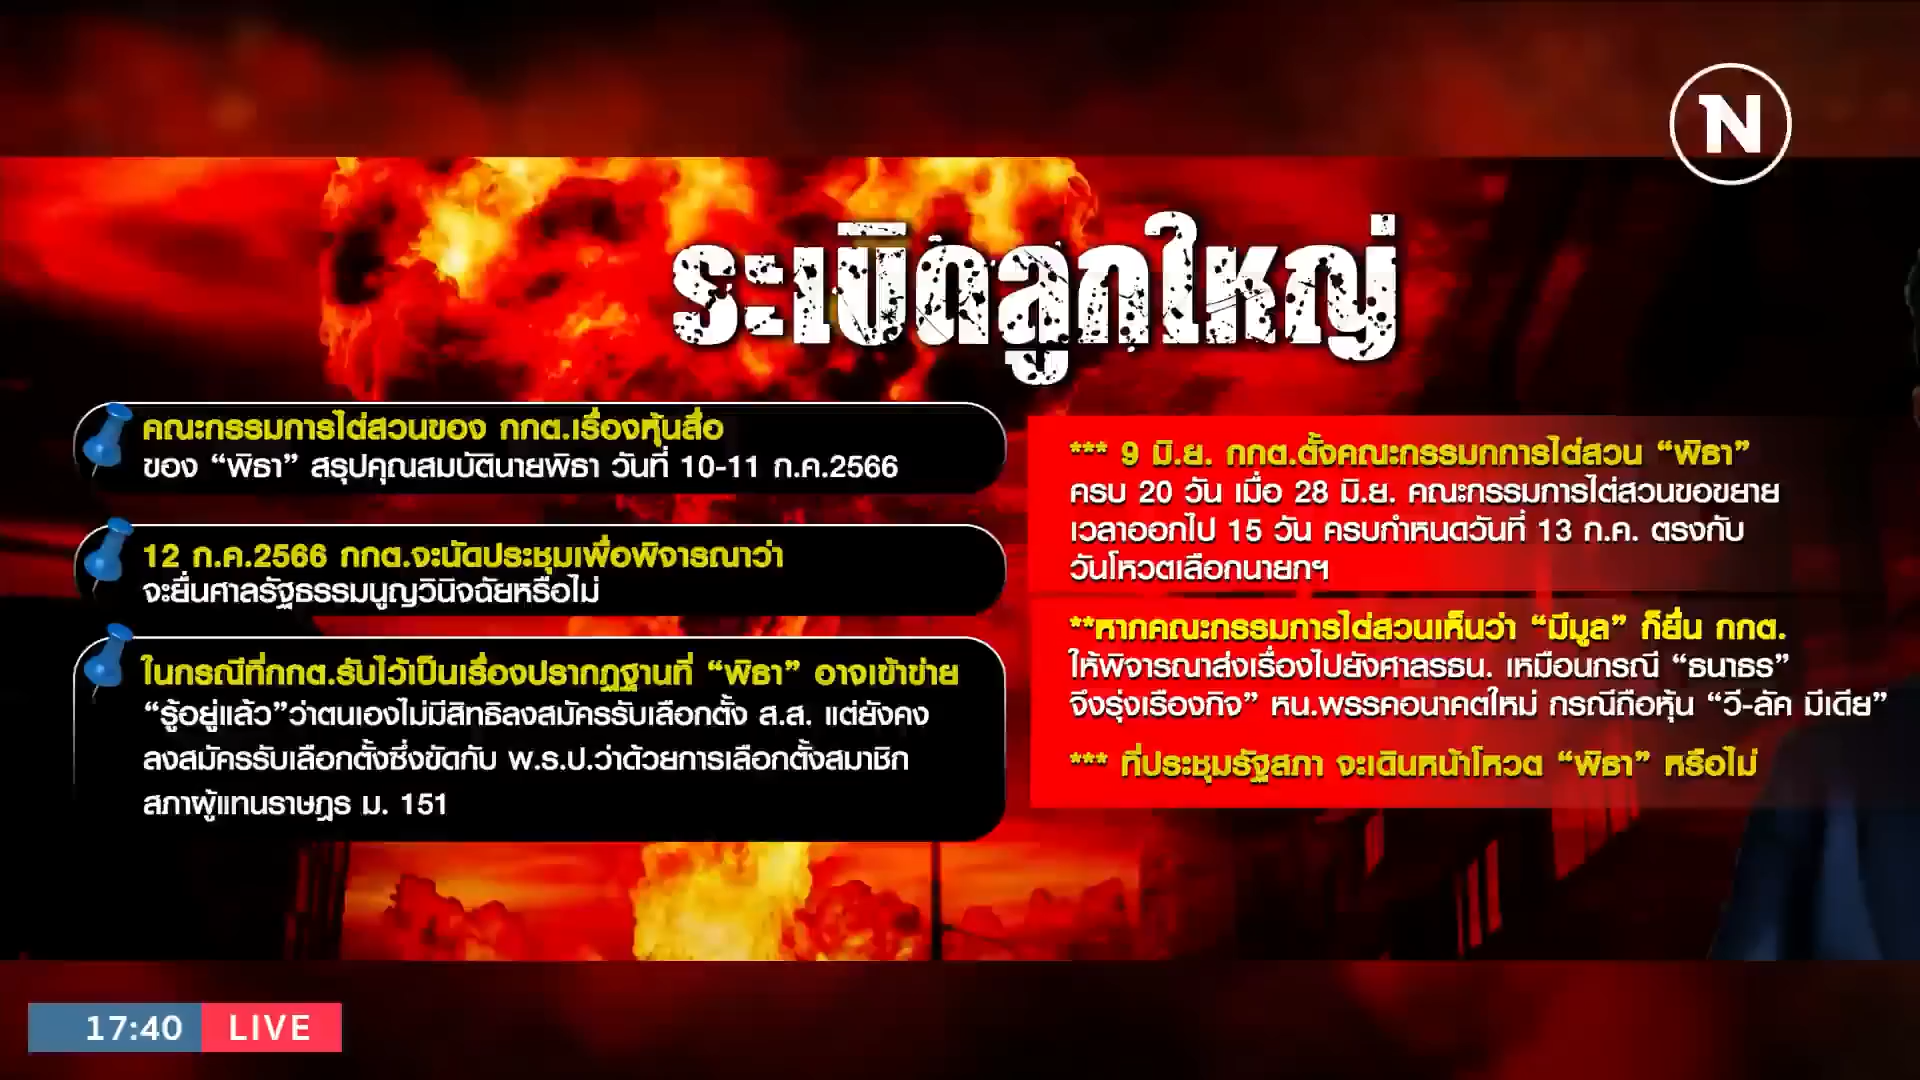 N
ระเบิดลูกใหญ่
คณะกรรมการไต่สวนของ กกต.เรื่องหุ้นสื่อ
ของ “พิธา” สรุปคุณสมบัตินายพิธา วันที่ 10-11 ก.ค.2566
12 ก.ค.2566 กกต.จะนัดประชุมเพื่อพิจารณาว่า
จะยื่นศาลรัฐธรรมนูญวินิจฉัยหรือไม่
ในกรณีที่กกต.รับไว้เป็นเรื่องปรากฏฐานที่ “พิธา” อาจเข้าข่าย
“รู้อยู่แล้ว”ว่าตนเองไม่มีสิทธิลงสมัครรับเลือกตั้ง ส.ส. แต่ยังคง
ลงสมัครรับเลือกตั้งซึ่งขัดกับ พ.ร.ป.ว่าด้วยการเลือกตั้งสมาชิก
สภาผู้แทนราษฎร ม. 151
*** 9 มิ.ย. กกต.ตั้งคณะกรรมกการไต่สวน “พิธา”
ครบ 20 วัน เมื่อ 28 มิ.ย. คณะกรรมการไต่สวนขอขยาย
เวลาออกไป 15 วัน ครบกำหนดวันที่ 13 ก.ค. ตรงกับ
วันโหวตเลือกนายกฯ
**หากคณะกรรมการไต่สวนเห็นว่า “มีมูล” ก็ยื่น กกต.
ให้พิจารณาส่งเรื่องไปยังศาลรธน. เหมือนกรณี “ธนาธร”
จึงรุ่งเรืองกิจ” หน.พรรคอนาคตใหม่ กรณีถือหุ้น “วี-ลัค มีเดีย”
*** ที่ประชุมรัฐสภา จะเดินหน้าโหวต “พิธา” หรือไม่
17:40 LIVE